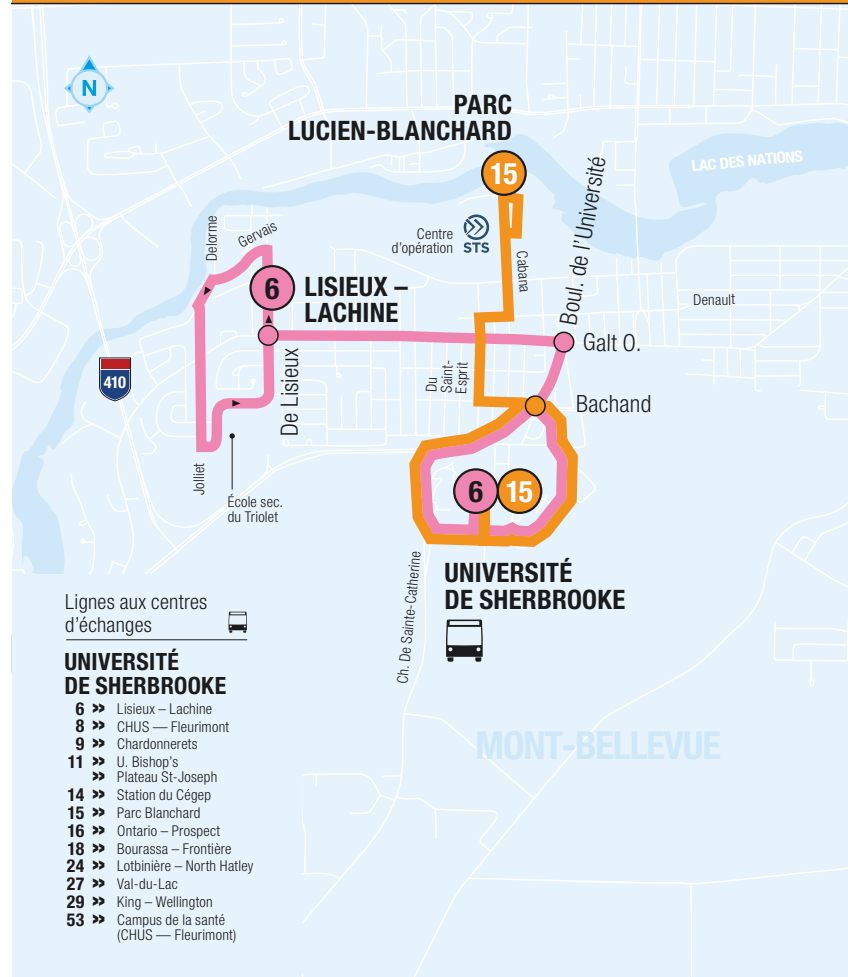 N
PARC
LUCIEN-BLANCHARD
15
LAC DES NATIONS
Boul. de l'Université
Centre
d'opération
STS
Cabana
Delorme
Gervais
6
LISIEUX –
LACHINE
Denault
Galt O.
410
De Lisieux
Du
Saint-
Esprit
Bachand
Jolliet
École sec.
du Triolet
6
15
UNIVERSITÉ
DE SHERBROOKE
Ch. De Sainte-Catherine
MONT-BELLEVUE
Lignes aux centres
d'échanges
UNIVERSITÉ
DE SHERBROOKE
6 » Lisieux – Lachine
8 » CHUS — Fleurimont
9 » Chardonnerets
11 » U. Bishop's
» Plateau St-Joseph
14 » Station du Cégep
15 » Parc Blanchard
16 » Ontario – Prospect
18 » Bourassa – Frontière
24 » Lotbinière – North Hatley
27 » Val-du-Lac
29 » King – Wellington
53 » Campus de la santé
(CHUS — Fleurimont)